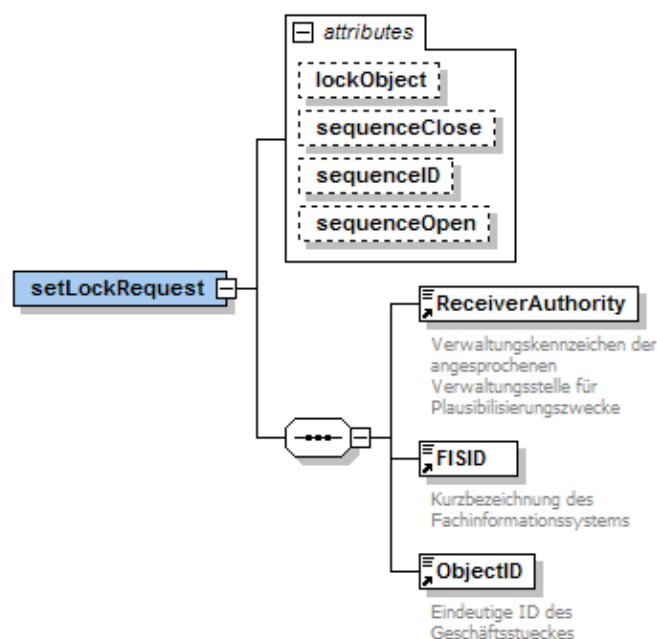 attributes
lockObject
sequenceClose
sequenceID
sequenceOpen
setLockRequest
ReceiverAuthority
Verwaltungskennzeichen der
angesprochenen
Verwaltungsstelle für
Plausibilisierungszwecke
FISID
Kurzbezeichnung des
Fachinformationssystems
ObjectID
Eindeutige ID des
Geschäftsstueckes